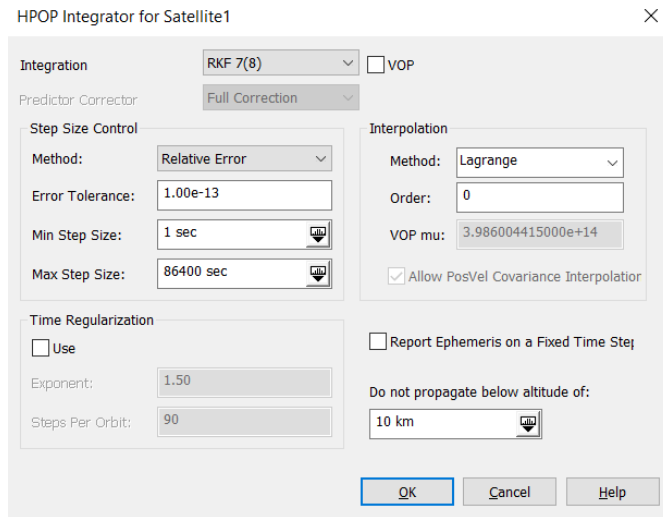 HPOP Integrator for Satellite1
Integration RKF 7(8) VOP
Predictor Corrector Full Correction
Step Size Control
Method: Relative Error
Error Tolerance: 1.00e-13
Min Step Size: 1 sec
Max Step Size: 86400 sec
Interpolation
Method: Lagrange
Order: 0
VOP mu: 3.986004415000e+14
Allow PosVel Covariance Interpolation
Time Regularization
Use
Exponent: 1.50
Steps Per Orbit: 90
Report Ephemeris on a Fixed Time Step
Do not propagate below altitude of:
10 km
OK Cancel Help